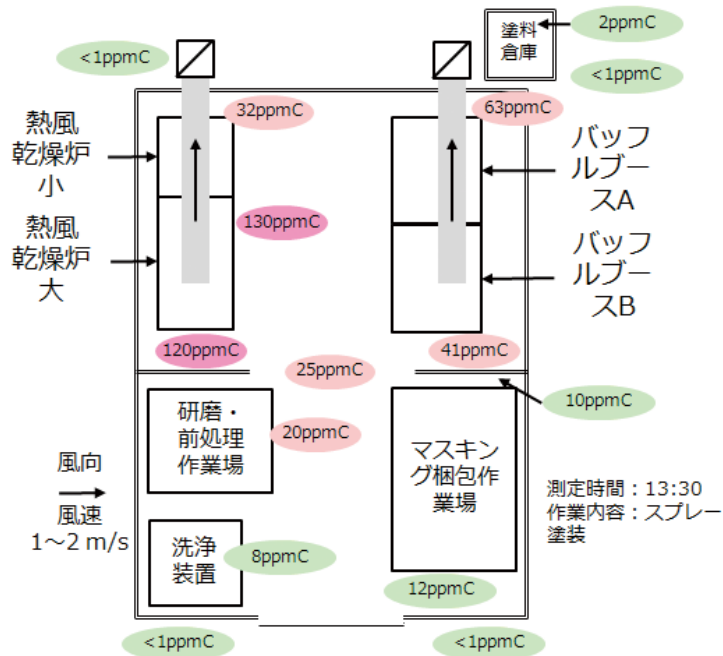 <1ppmC
塗料
倉庫
2ppmC
<1ppmC
32ppmC
63ppmC
熱風
乾燥炉
小
バッフ
ルブー
スA
130ppmC
熱風
乾燥炉
大
バッフ
ルブー
スB
120ppmC
41ppmC
25ppmC
10ppmC
研磨・
前処理
作業場
20ppmC
マスキン
グ梱包作
業場
風向
風速
1～2 m/s
測定時間：13:30
作業内容：スプレー
塗装
洗浄
装置
8ppmC
12ppmC
<1ppmC
<1ppmC